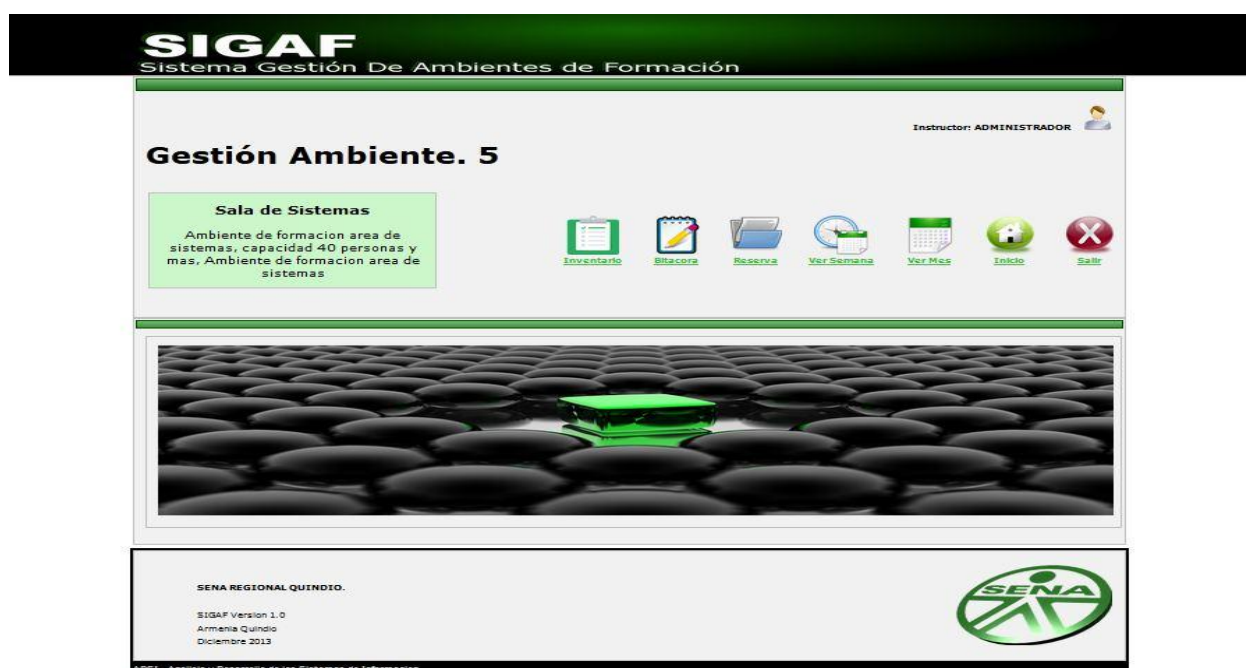 SIGAF
Sistema Gestión De Ambientes de Formación
Instructor: ADMINISTRADOR
Gestión Ambiente. 5
Sala de Sistemas
Ambiente de formacion area de
sistemas, capacidad 40 personas y
mas, Ambiente de formacion area de
sistemas
Inventario Bitacora Reserva Ver Semana Ver Mes Inicio Salir
SENA REGIONAL QUINDIO.
SIGAF Version 1.0
Armenia Quindio
Diciembre 2013
SENA